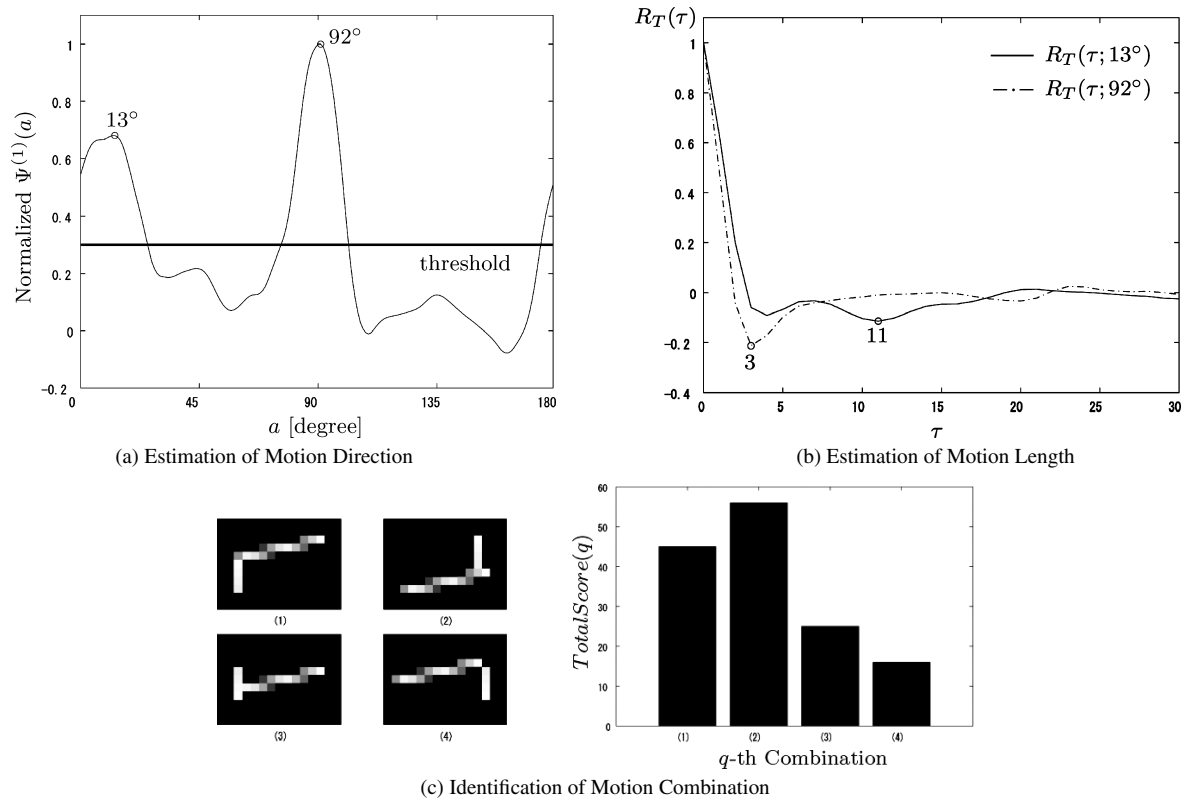 1
0.8
0.6
0.4
0.2
0
-0.2
0 45 90 135 180
Normalized Ψ^(1)(a)
13°
92°
threshold
a [degree]
(a) Estimation of Motion Direction
R_T(τ)
1
0.8
0.6
0.4
0.2
0
-0.2
-0.4
0 5 10 15 20 25 30
R_T(τ; 13°)
R_T(τ; 92°)
3
11
τ
(b) Estimation of Motion Length
(1) (2)
(3) (4)
60
50
40
30
20
10
0
TotalScore(q)
(1) (2) (3) (4)
q-th Combination
(c) Identification of Motion Combination